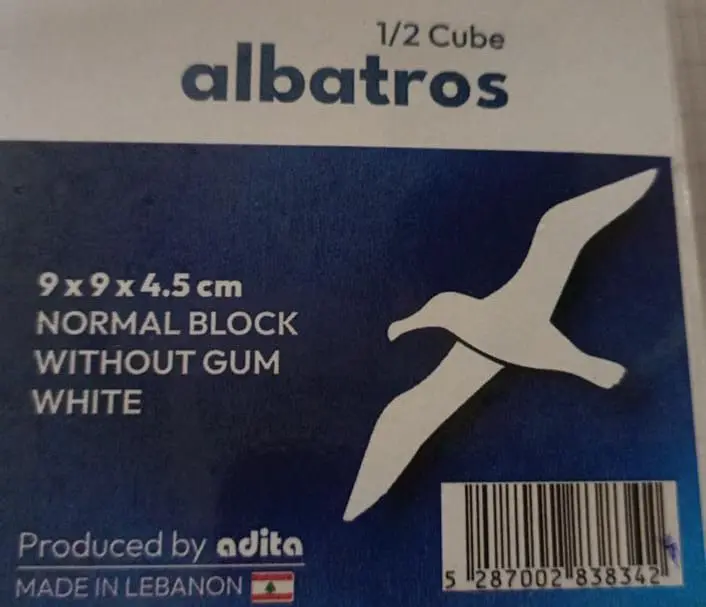 1/2 Cube
albatros
9 x 9 x 4.5 cm
NORMAL BLOCK
WITHOUT GUM
WHITE
Produced by adita
MADE IN LEBANON
5 287002 838342